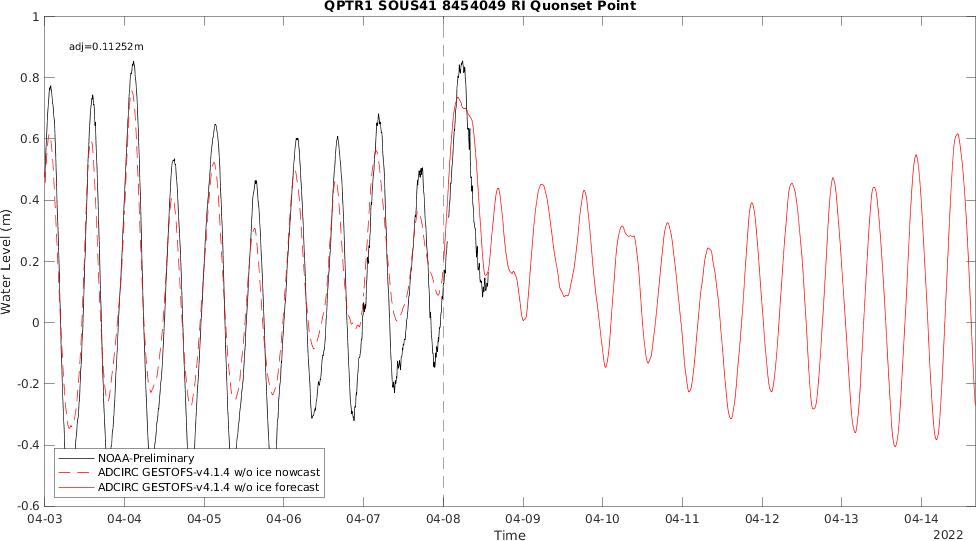 QPTR1 SOUS41 8454049 RI Quonset Point
adj=0.11252m
Water Level (m)
1
0.8
0.6
0.4
0.2
0
-0.2
-0.4
-0.6
NOAA-Preliminary
ADCIRC GESTOFS-v4.1.4 w/o ice nowcast
ADCIRC GESTOFS-v4.1.4 w/o ice forecast
04-03 04-04 04-05 04-06 04-07 04-08 04-09 04-10 04-11 04-12 04-13 04-14
Time
2022